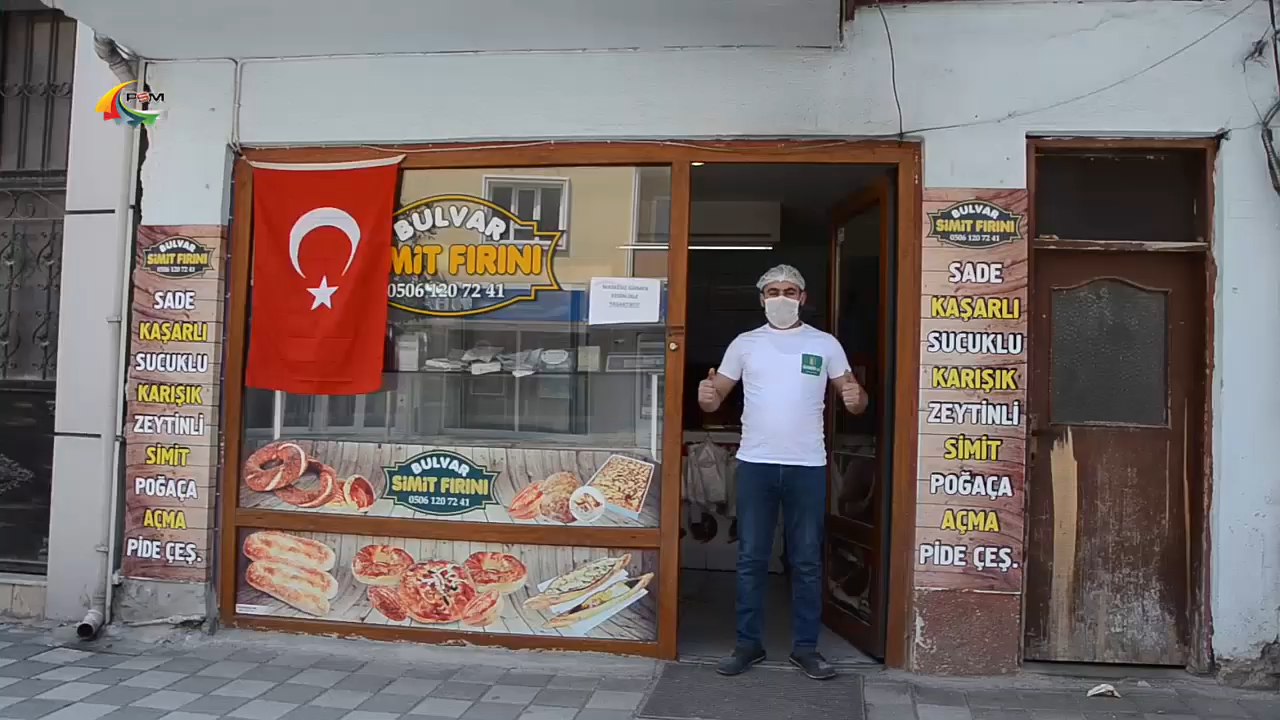 PSM
BULVAR
SİMİT FIRINI
0506 120 72 41
SADE
KAŞARLI
SUCUKLU
KARIŞIK
ZEYTİNLİ
SİMİT
POĞAÇA
AÇMA
PİDE ÇEŞ.
BULVAR
SİMİT FIRINI
0506 120 72 41
BULVAR
SİMİT FIRINI
0506 120 72 41
BULVAR
SİMİT FIRINI
0506 120 72 41
SADE
KAŞARLI
SUCUKLU
KARIŞIK
ZEYTİNLİ
SİMİT
POĞAÇA
AÇMA
PİDE ÇEŞ.